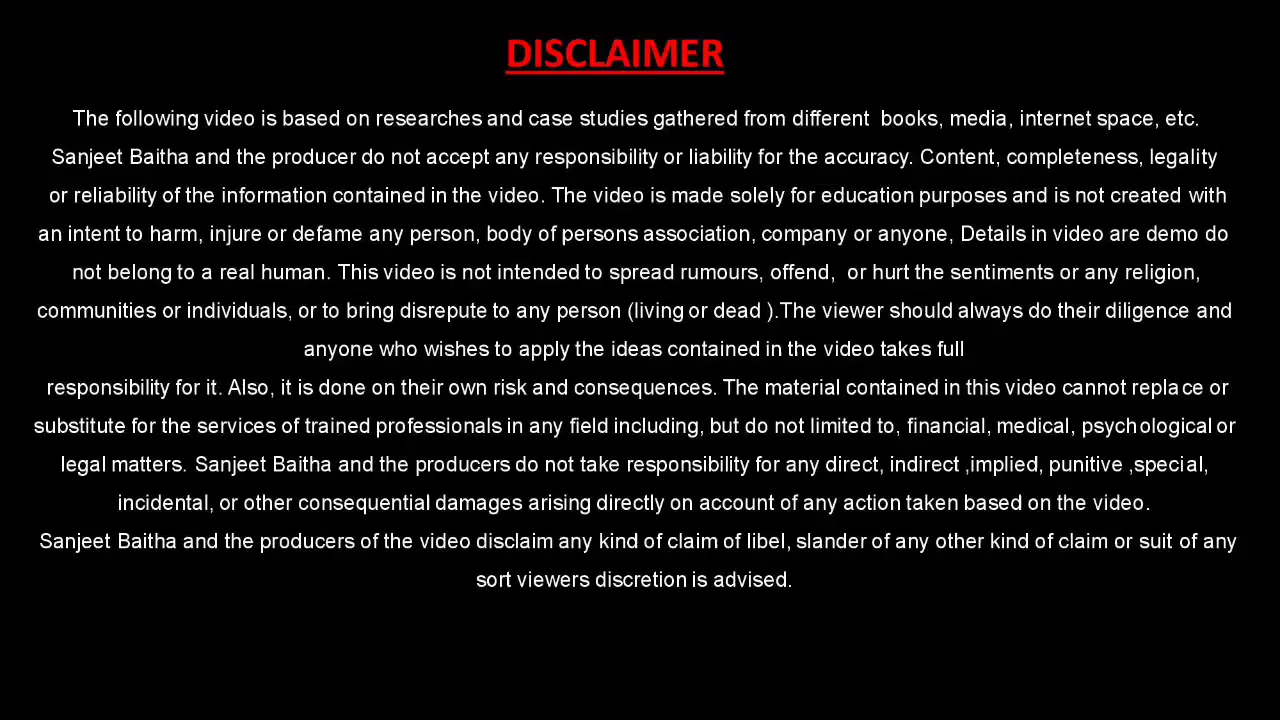 DISCLAIMER
The following video is based on researches and case studies gathered from different  books, media, internet space, etc.
Sanjeet Baitha and the producer do not accept any responsibility or liability for the accuracy. Content, completeness, legality
or reliability of the information contained in the video. The video is made solely for education purposes and is not created with
an intent to harm, injure or defame any person, body of persons association, company or anyone, Details in video are demo do
not belong to a real human. This video is not intended to spread rumours, offend,  or hurt the sentiments or any religion,
communities or individuals, or to bring disrepute to any person (living or dead ).The viewer should always do their diligence and
anyone who wishes to apply the ideas contained in the video takes full
responsibility for it. Also, it is done on their own risk and consequences. The material contained in this video cannot replace or
substitute for the services of trained professionals in any field including, but do not limited to, financial, medical, psychological or
legal matters. Sanjeet Baitha and the producers do not take responsibility for any direct, indirect ,implied, punitive ,special,
incidental, or other consequential damages arising directly on account of any action taken based on the video.
Sanjeet Baitha and the producers of the video disclaim any kind of claim of libel, slander of any other kind of claim or suit of any
sort viewers discretion is advised.